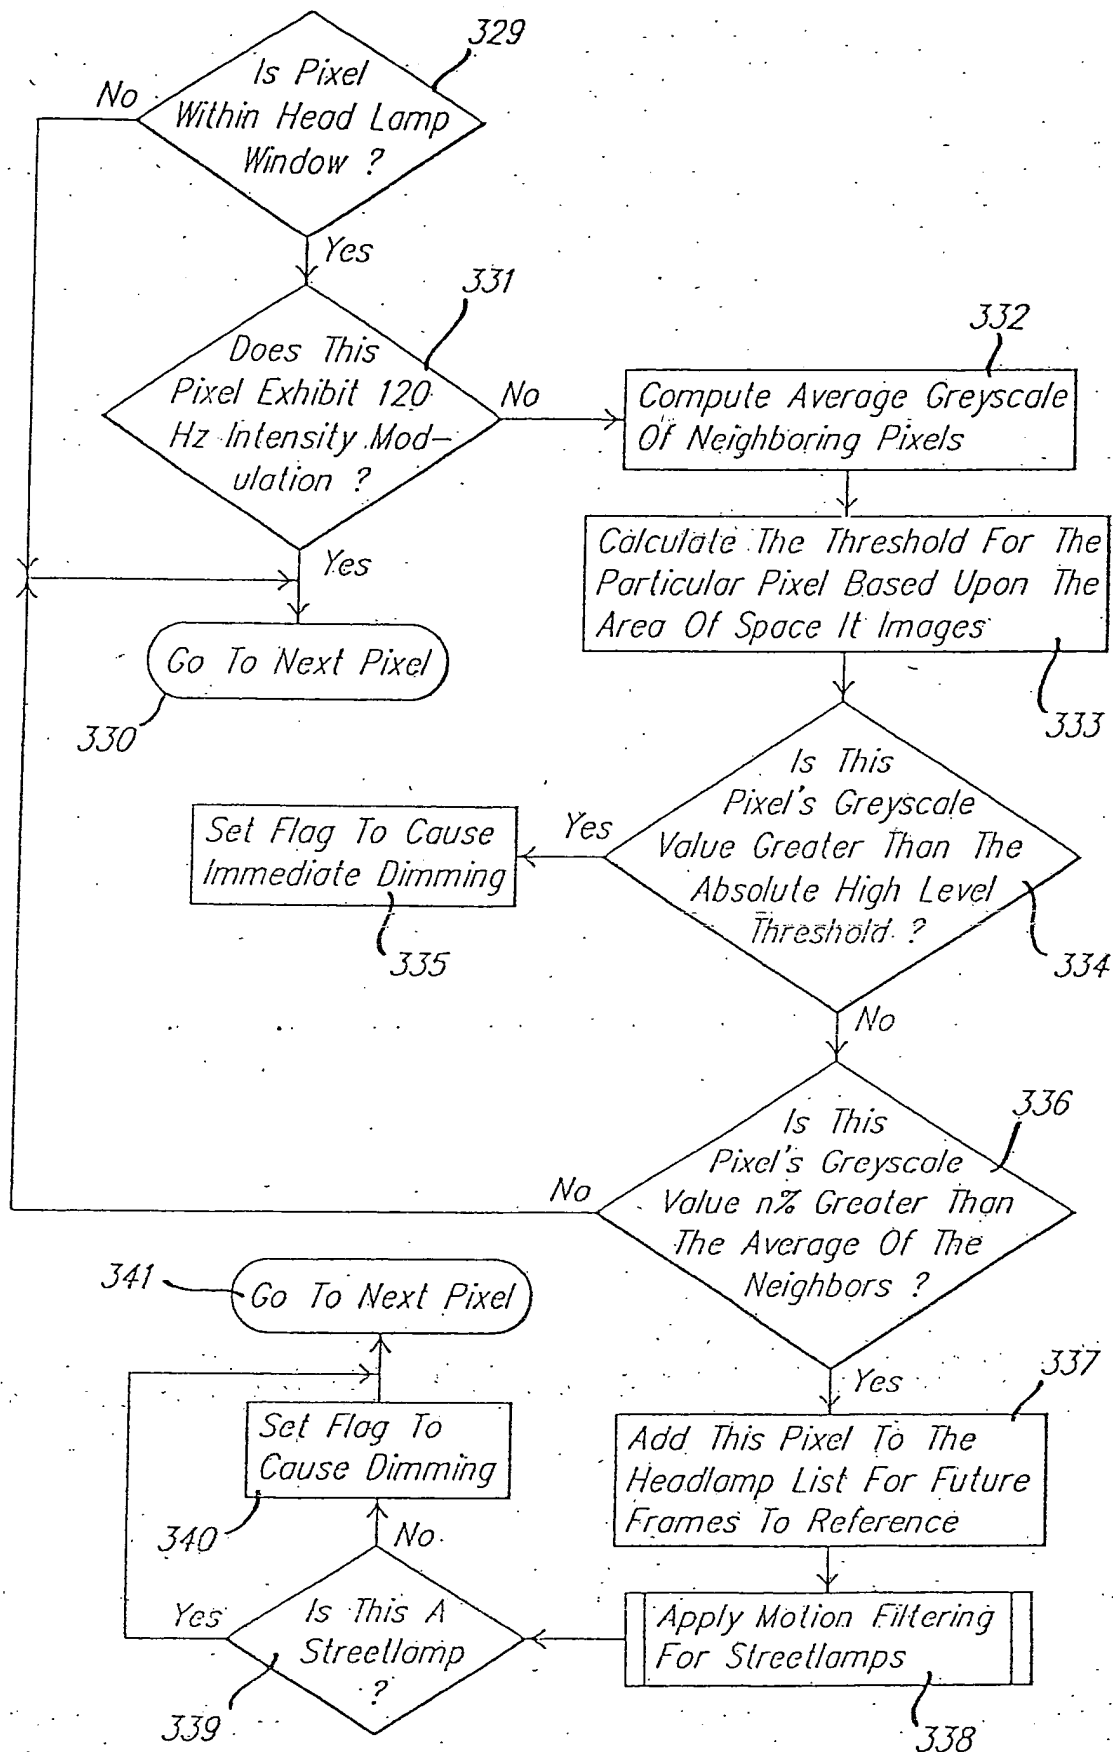 329
Is Pixel
Within Head Lamp
Window ?
No
Yes
331
Does This
Pixel Exhibit 120
Hz Intensity Mod-
ulation ?
No
Yes
332
Compute Average Greyscale
Of Neighboring Pixels
Calculate The Threshold For The
Particular Pixel Based Upon The
Area Of Space It Images
333
Go To Next Pixel
330
Is This
Pixel's Greyscale
Value Greater Than The
Absolute High Level
Threshold ?
334
Yes
Set Flag To Cause
Immediate Dimming
335
No
336
Is This
Pixel's Greyscale
Value n% Greater Than
The Average Of The
Neighbors ?
No
Yes
341
Go To Next Pixel
337
Add This Pixel To The
Headlamp List For Future
Frames To Reference
Set Flag To
Cause Dimming
340
No
Apply Motion Filtering
For Streetlamps
338
Is This A
Streetlamp
?
Yes
339